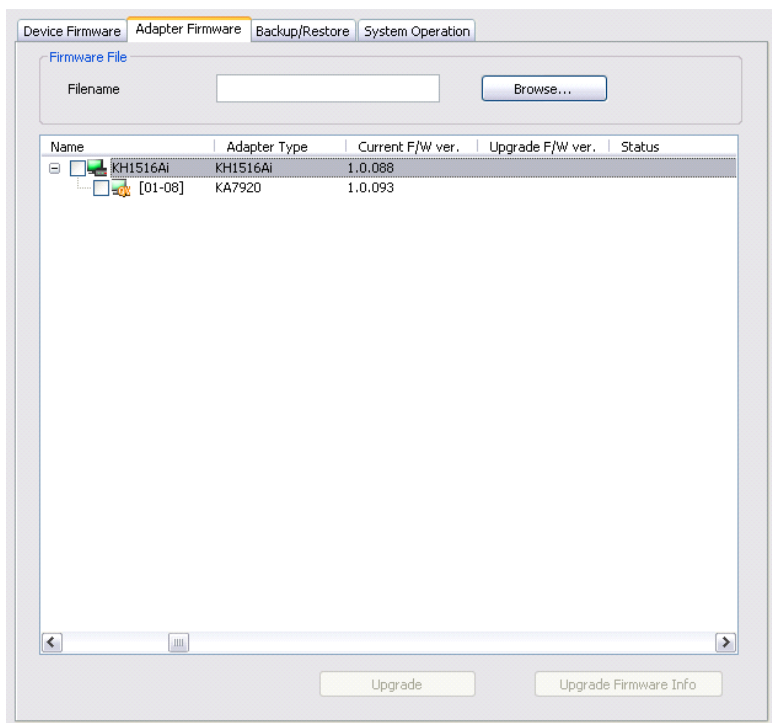 Device Firmware Adapter Firmware Backup/Restore System Operation
Firmware File
Filename Browse...
Name Adapter Type Current F/W ver. Upgrade F/W ver. Status
KH1516Ai KH1516Ai 1.0.088
[01-08] KA7920 1.0.093
Upgrade Upgrade Firmware Info